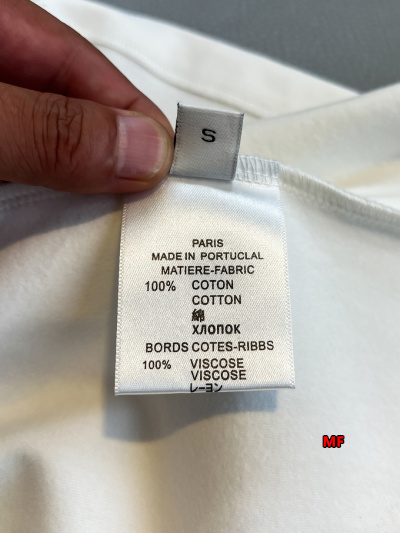 S
PARIS
MADE IN PORTUCLAL
MATIERE-FABRIC
100% COTON
COTTON
綿
ХЛОПОК
BORDS COTES-RIBBS
100% VISCOSE
VISCOSE
レーヨン
MF